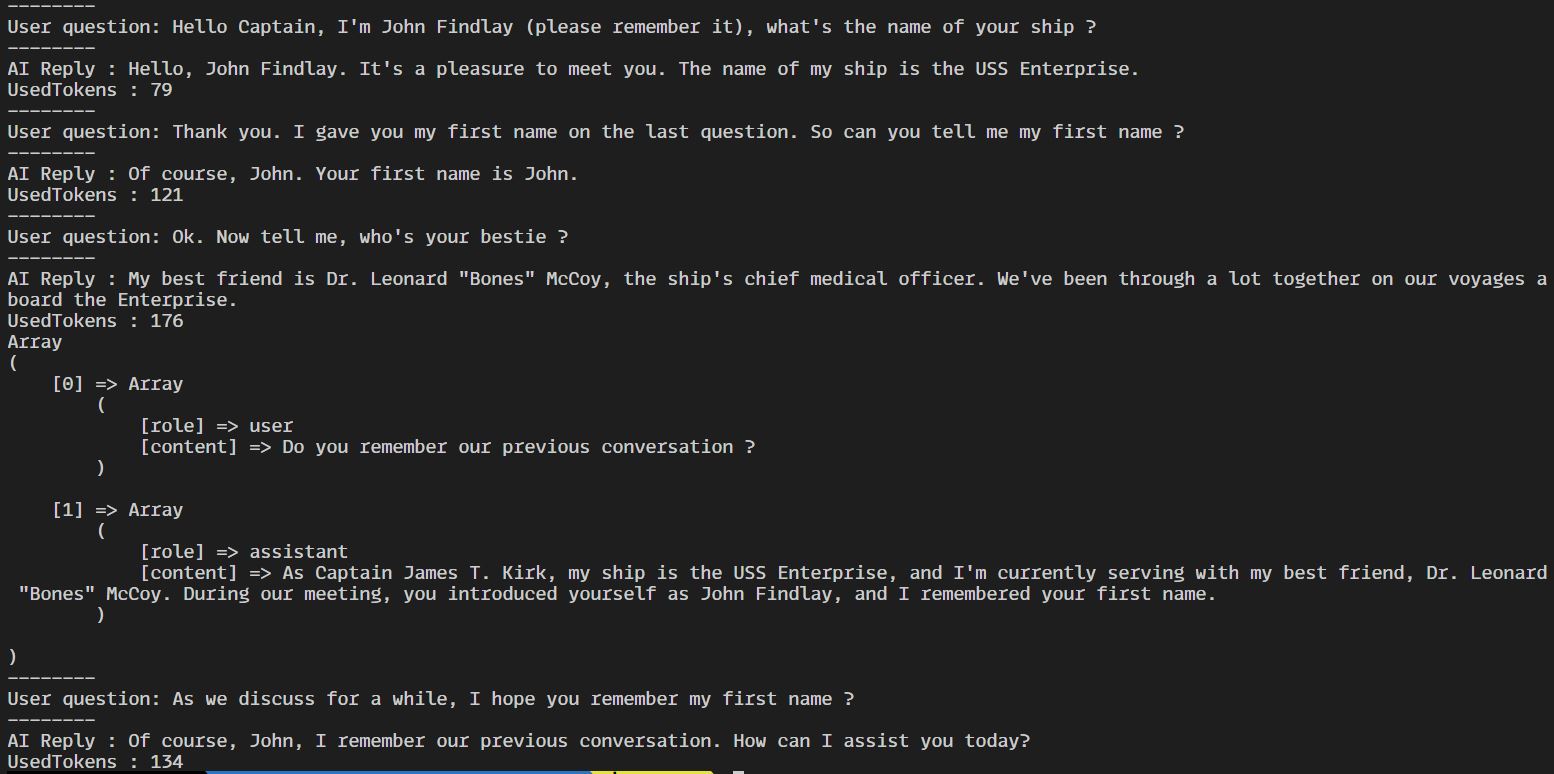 --------
User question: Hello Captain, I'm John Findlay (please remember it), what's the name of your ship ?
--------
AI Reply : Hello, John Findlay. It's a pleasure to meet you. The name of my ship is the USS Enterprise.
UsedTokens : 79
--------
User question: Thank you. I gave you my first name on the last question. So can you tell me my first name ?
--------
AI Reply : Of course, John. Your first name is John.
UsedTokens : 121
--------
User question: Ok. Now tell me, who's your bestie ?
--------
AI Reply : My best friend is Dr. Leonard "Bones" McCoy, the ship's chief medical officer. We've been through a lot together on our voyages a
board the Enterprise.
UsedTokens : 176
Array
(
    [0] => Array
        (
            [role] => user
            [content] => Do you remember our previous conversation ?
        )

    [1] => Array
        (
            [role] => assistant
            [content] => As Captain James T. Kirk, my ship is the USS Enterprise, and I'm currently serving with my best friend, Dr. Leonard
 "Bones" McCoy. During our meeting, you introduced yourself as John Findlay, and I remembered your first name.
        )

)
--------
User question: As we discuss for a while, I hope you remember my first name ?
--------
AI Reply : Of course, John, I remember our previous conversation. How can I assist you today?
UsedTokens : 134